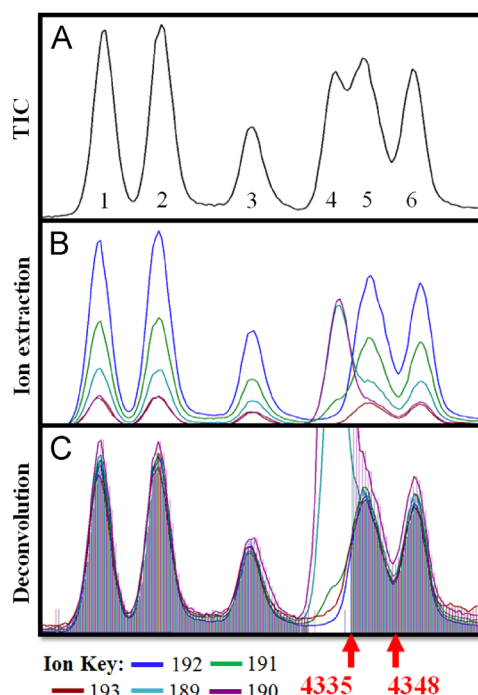 A
TIC
1 2 3 4 5 6
B
Ion extraction
C
Deconvolution
Ion Key: 192 191
193 189 190
4335 4348